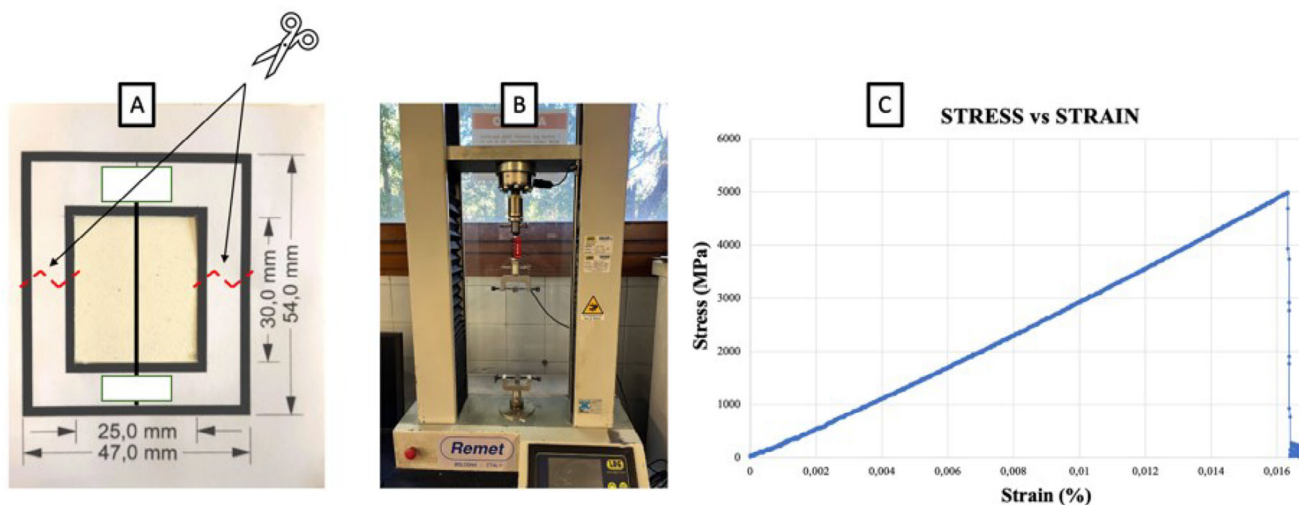 A
25,0 mm
47,0 mm
30,0 mm
54,0 mm
B
Remet
BOLOGNA - ITALY
C
STRESS vs STRAIN
Stress (MPa)
6000
5000
4000
3000
2000
1000
0
0
0,002
0,004
0,006
0,008
0,01
0,012
0,014
0,016
Strain (%)